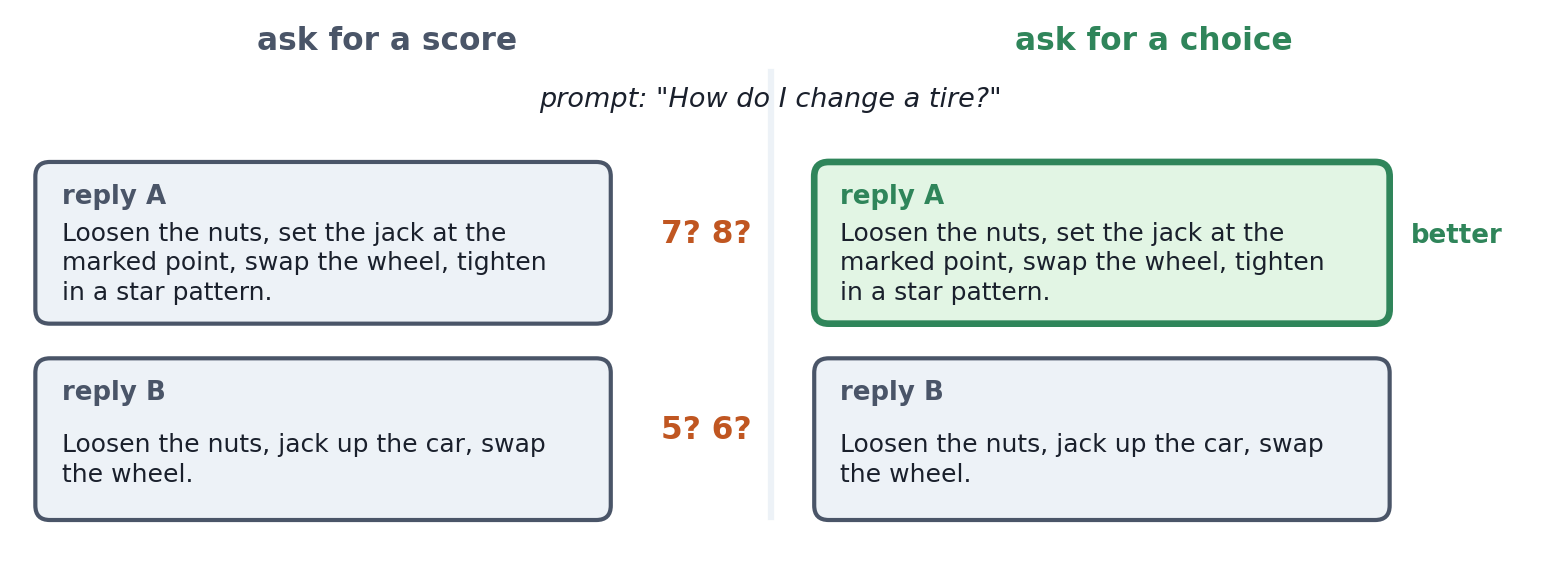 ask for a score
ask for a choice
prompt: "How do I change a tire?"
reply A
Loosen the nuts, set the jack at the
marked point, swap the wheel, tighten
in a star pattern.
7? 8?
reply B
Loosen the nuts, jack up the car, swap
the wheel.
5? 6?
reply A
Loosen the nuts, set the jack at the
marked point, swap the wheel, tighten
in a star pattern.
better
reply B
Loosen the nuts, jack up the car, swap
the wheel.